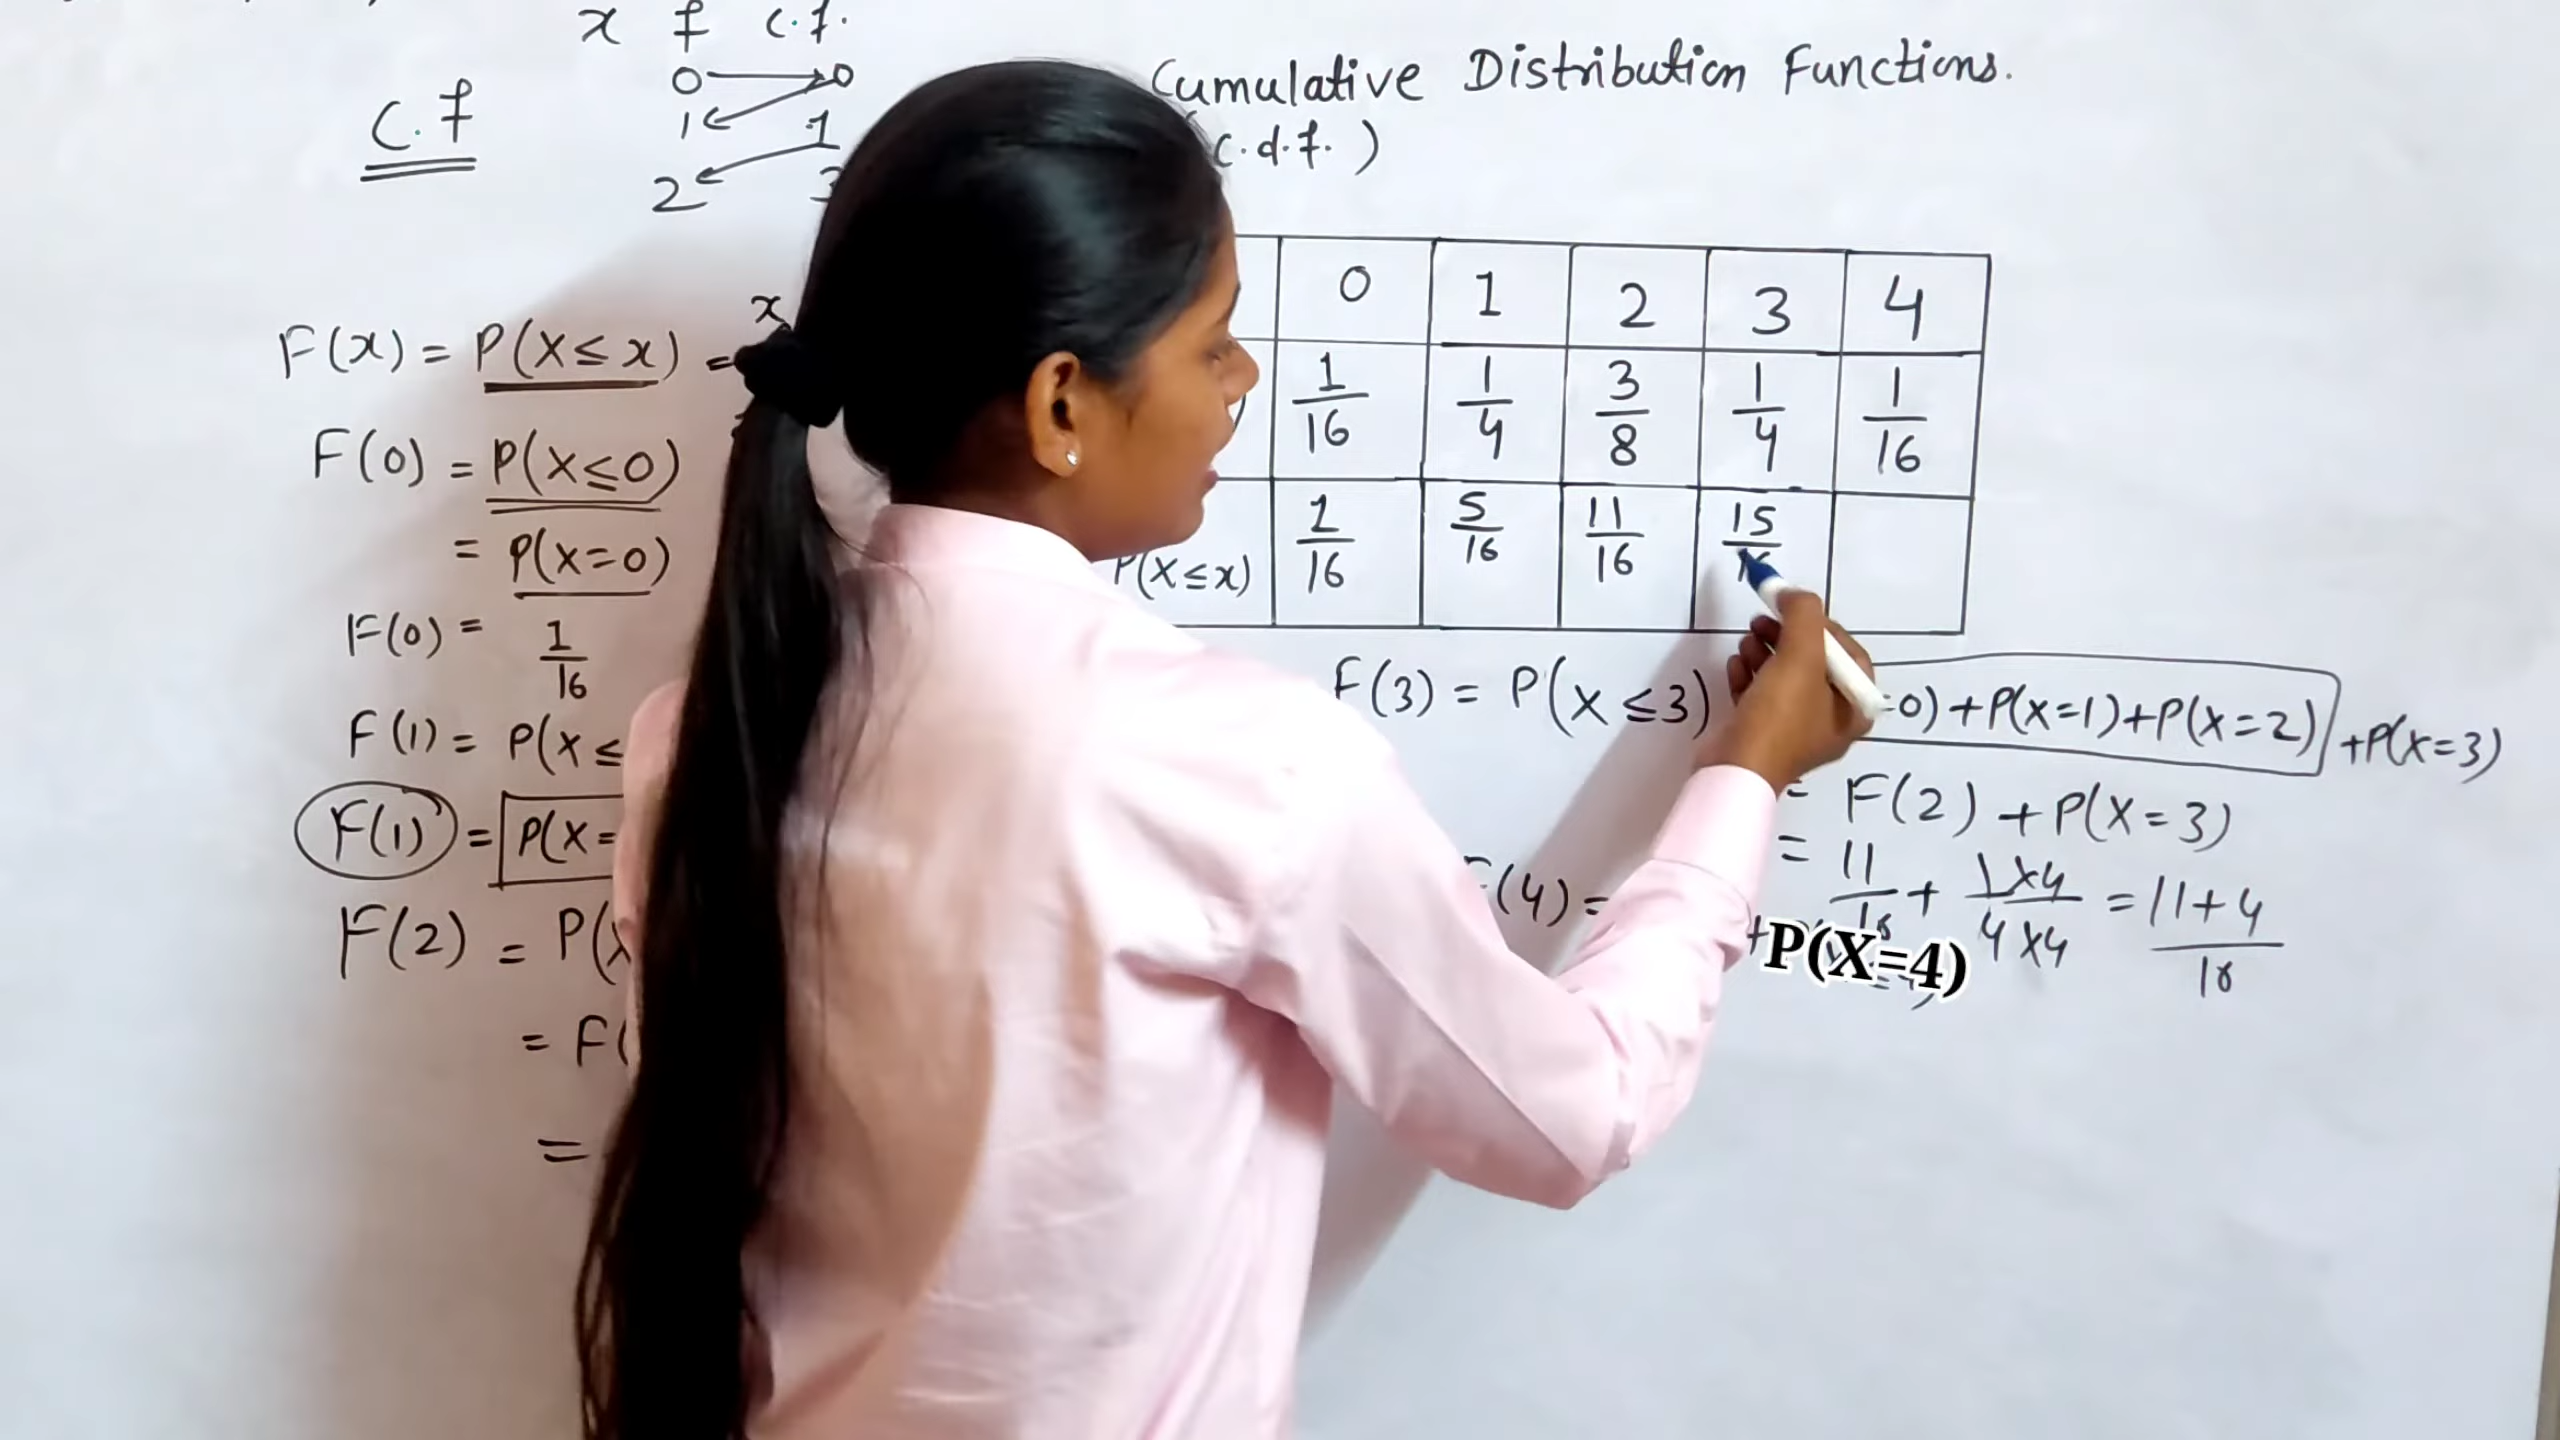 x f c.f.
0 0
1 1
2 3
C.f
Cumulative Distribution Functions.
(c.d.f.)
0 1 2 3 4
1/16 1/4 3/8 1/4 1/16
P(X≤x) 1/16 5/16 11/16 15/16
x
F(x) = P(X≤x) =
F(0) = P(X≤0)
= P(X=0)
F(0) = 1/16
F(1) = P(X≤
F(1) = P(X=
F(2) = P(X
= F(
=
F(3) = P(X≤3) =0)+P(X=1)+P(X=2) +P(X=3)
= F(2) + P(X=3)
= 11/16 + 1×4/4×4 = 11+4/16
F(4) =
+P(X=4)